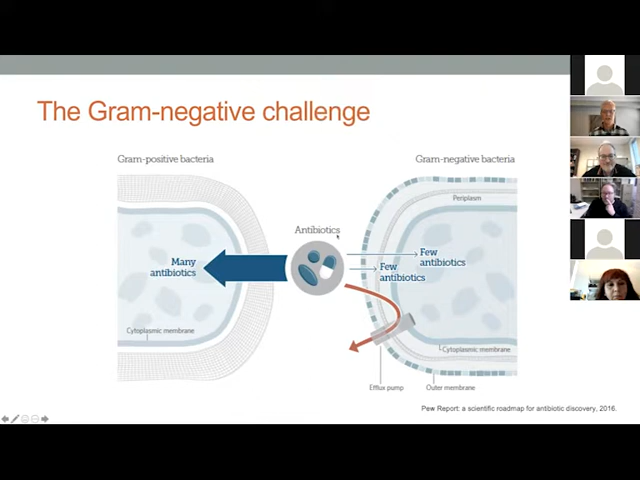 The Gram-negative challenge
Gram-positive bacteria
Gram-negative bacteria
Periplasm
Antibiotics
Many
antibiotics
Few
antibiotics
Few
antibiotics
Cytoplasmic membrane
Cytoplasmic membrane
Efflux pump
Outer membrane
Pew Report: a scientific roadmap for antibiotic discovery, 2016.